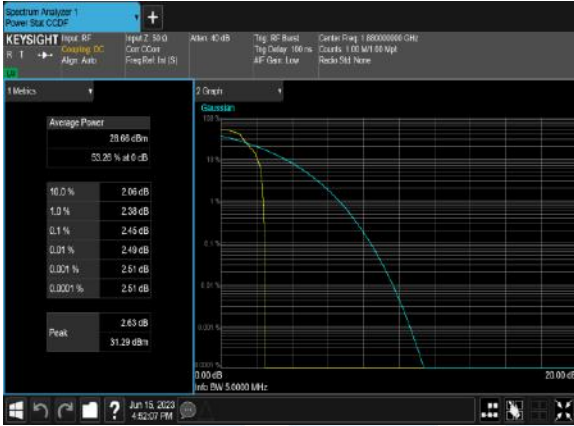 Spectrum Analyzer 1
Power Stat CCDF
+
KEYSIGHT
R T
Input: RF
Coupling: DC
Align: Auto
Input Z: 50 Ω
Corr CCorr
Freq Ref: Int (S)
Atten: 40 dB
Trig: RF Burst
Trig Delay: 100 ns
#IF Gain: Low
Center Freq: 1.880000000 GHz
Counts: 1.00 M/1.00 Mpt
Radio Std: None
1 Metrics
Average Power
28.66 dBm
53.26 % at 0 dB
10.0 % 2.06 dB
1.0 % 2.38 dB
0.1 % 2.45 dB
0.01 % 2.49 dB
0.001 % 2.51 dB
0.0001 % 2.51 dB
Peak
2.63 dB
31.29 dBm
2 Graph
Gaussian
100 %
10 %
1 %
0.1 %
0.01 %
0.001 %
0.0001 %
0.00 dB
20.00 dB
Info BW 5.0000 MHz
?
Jun 15, 2023
4:52:07 PM